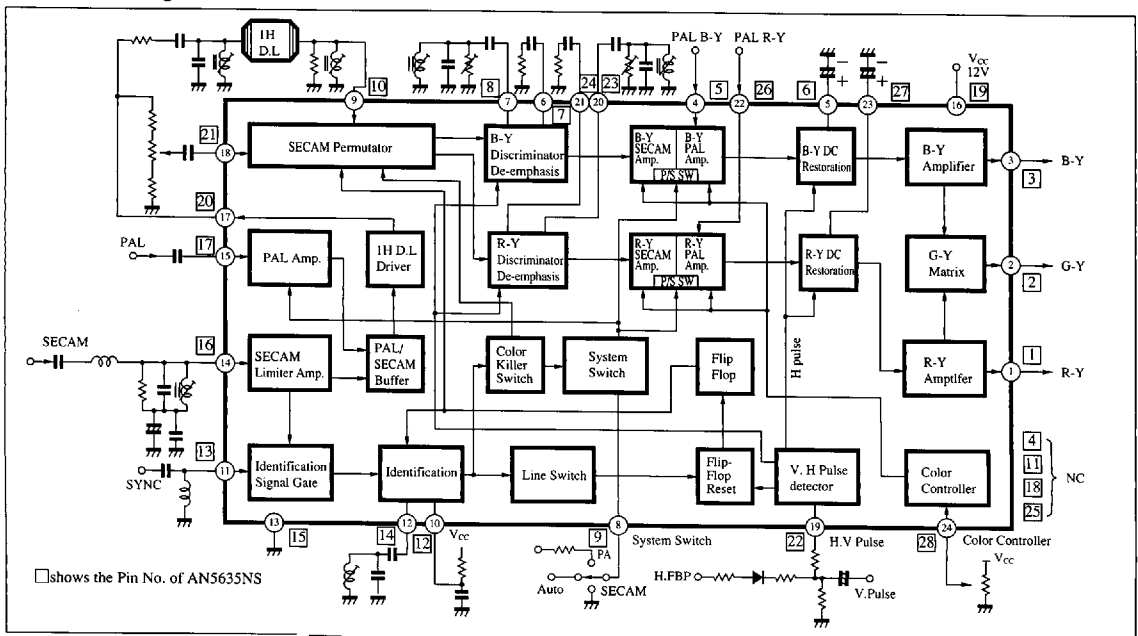 1H
D.L
PAL B-Y PAL R-Y
VCC
12V
10 8 24 23 5 26 6 27 19
9 7 6 21 20 4 22 5 23 16
7
21
18
SECAM Permutator
B-Y
Discriminator
De-emphasis
B-Y
SECAM
Amp.
B-Y
PAL
Amp.
P/S SW
B-Y DC
Restoration
B-Y
Amplifier
3 B-Y
3
20
17
PAL
17
15
PAL Amp.
1H D.L
Driver
R-Y
Discriminator
De-emphasis
R-Y
SECAM
Amp.
R-Y
PAL
Amp.
P/S SW
R-Y DC
Restoration
G-Y
Matrix
2 G-Y
2
SECAM
16
14
SECAM
Limiter Amp.
PAL/
SECAM
Buffer
Color
Killer
Switch
System
Switch
Flip
Flop
H pulse
R-Y
Amptlfer
1
1 R-Y
13
11
SYNC
Identification
Signal Gate
Identification
Line Switch
Flip-
Flop
Reset
V. H Pulse
detector
Color
Controller
4
11
18
25
NC
13 12 10 8 19 24
15 14 12 VCC 9 System Switch 22 H.V Pulse 28 Color Controller
PA
Auto
SECAM
H.FBP
V.Pulse
VCC
□shows the Pin No. of AN5635NS